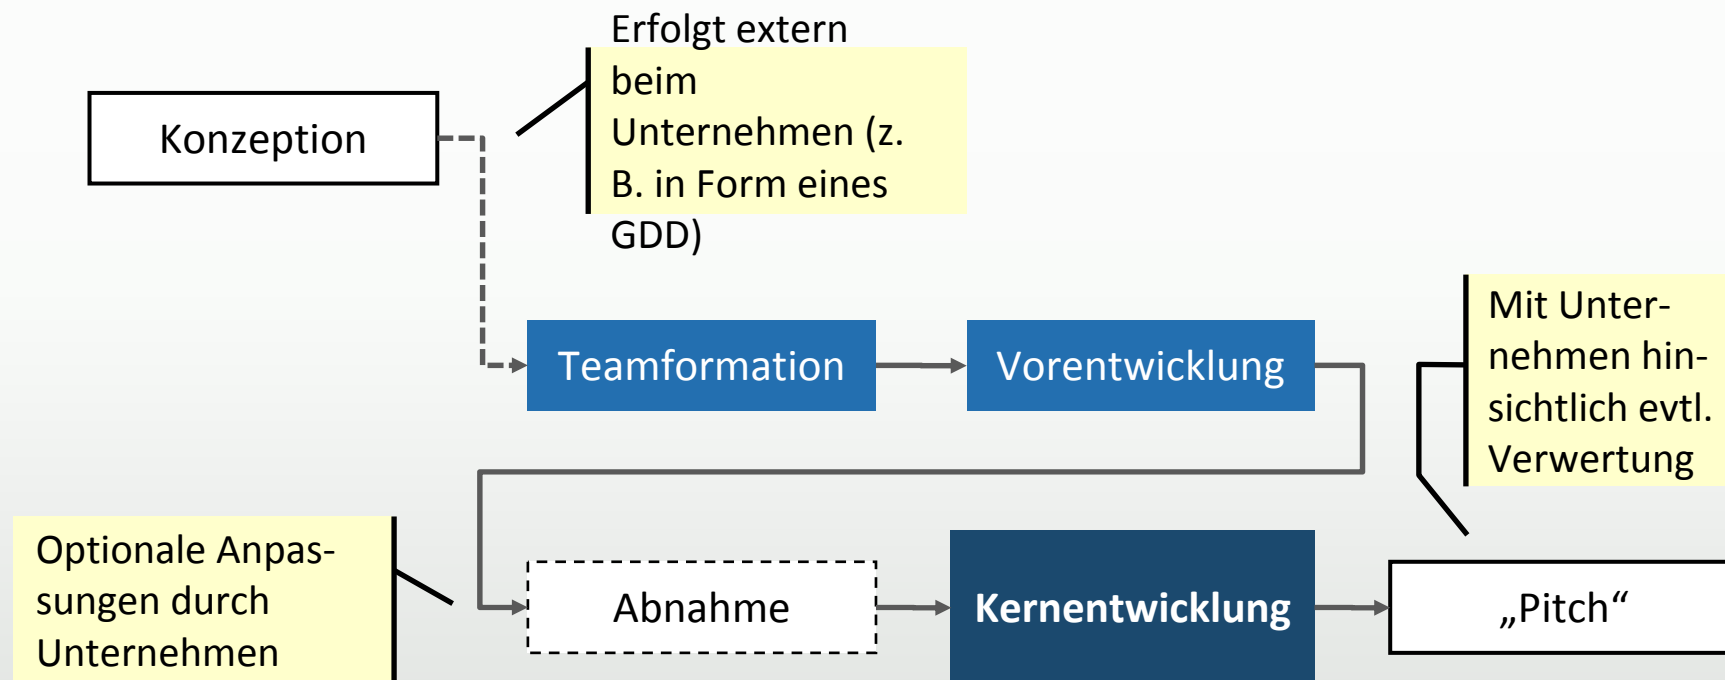 Erfolgt extern
beim
Unternehmen (z.
B. in Form eines
GDD)
Konzeption
Teamformation
Vorentwicklung
Mit Unter-
nehmen hin-
sichtlich evtl.
Verwertung
Optionale Anpas-
sungen durch
Unternehmen
Abnahme
Kernentwicklung
„Pitch“